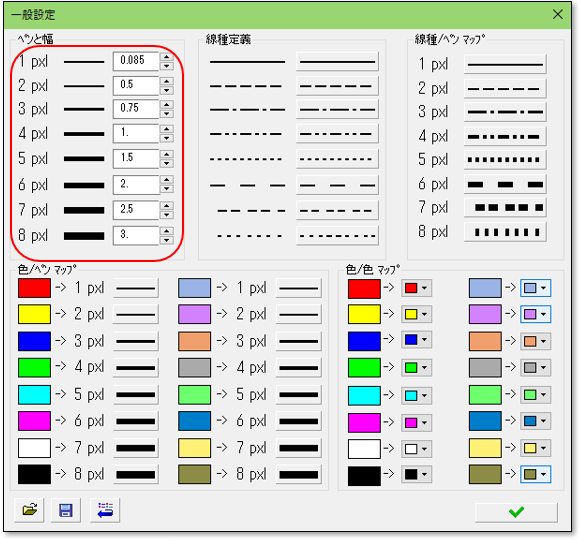 一般設定
ﾍﾟﾝと幅
1 pxl 0.085
2 pxl 0.5
3 pxl 0.75
4 pxl 1.
5 pxl 1.5
6 pxl 2.
7 pxl 2.5
8 pxl 3.
線種定義
線種/ﾍﾟﾝ ﾏｯﾌﾟ
1 pxl
2 pxl
3 pxl
4 pxl
5 pxl
6 pxl
7 pxl
8 pxl
色/ﾍﾟﾝ ﾏｯﾌﾟ
-> 1 pxl -> 1 pxl
-> 2 pxl -> 2 pxl
-> 3 pxl -> 3 pxl
-> 4 pxl -> 4 pxl
-> 5 pxl -> 5 pxl
-> 6 pxl -> 6 pxl
-> 7 pxl -> 7 pxl
-> 8 pxl -> 8 pxl
色/色 ﾏｯﾌﾟ
-> ->
-> ->
-> ->
-> ->
-> ->
-> ->
-> ->
-> ->